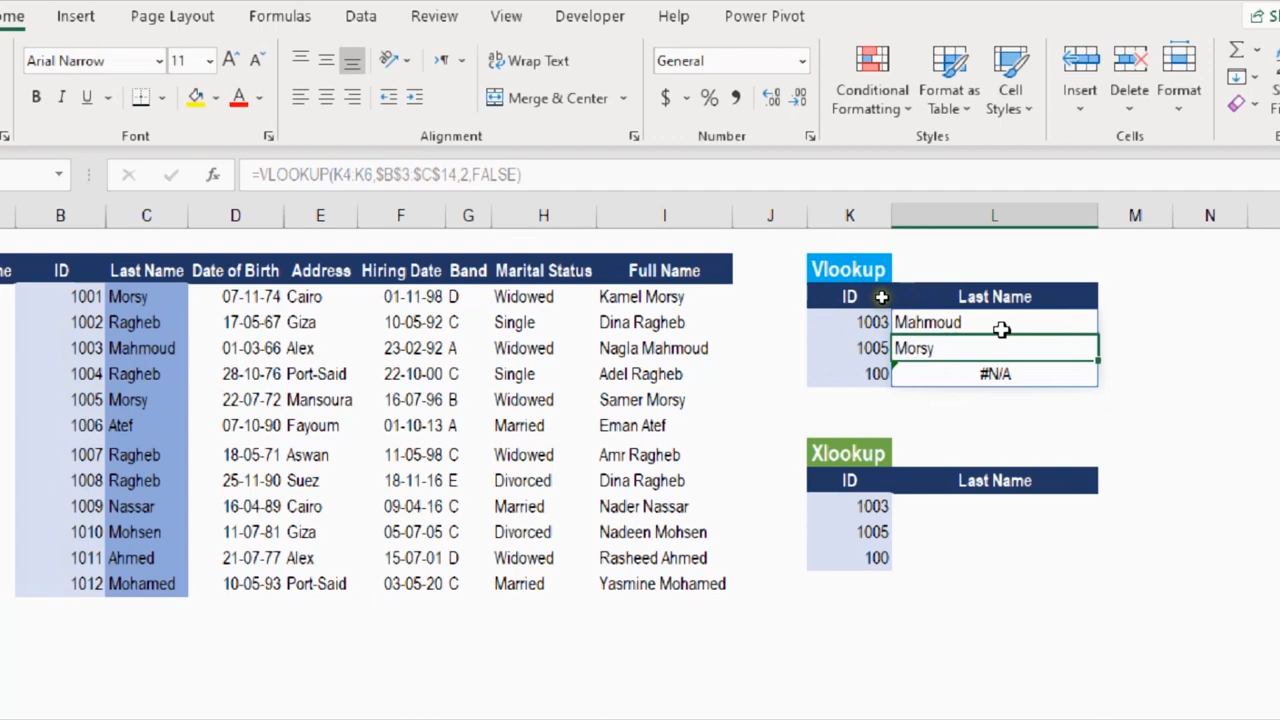 ome Insert Page Layout Formulas Data Review View Developer Help Power Pivot
Arial Narrow 11 A A Wrap Text General
B I U A Merge & Center $ % Conditional Formatting Format as Table Cell Styles Insert Delete Format
Font Alignment Number Styles Cells
fx =VLOOKUP(K4:K6,$B$3:$C$14,2,FALSE)
B C D E F G H I J K L M N
ne ID Last Name Date of Birth Address Hiring Date Band Marital Status Full Name
1001 Morsy 07-11-74 Cairo 01-11-98 D Widowed Kamel Morsy
1002 Ragheb 17-05-67 Giza 10-05-92 C Single Dina Ragheb
1003 Mahmoud 01-03-66 Alex 23-02-92 A Widowed Nagla Mahmoud
1004 Ragheb 28-10-76 Port-Said 22-10-00 C Single Adel Ragheb
1005 Morsy 22-07-72 Mansoura 16-07-96 B Widowed Samer Morsy
1006 Atef 07-10-90 Fayoum 01-10-13 A Married Eman Atef
1007 Ragheb 18-05-71 Aswan 11-05-98 C Widowed Amr Ragheb
1008 Ragheb 25-11-90 Suez 18-11-16 E Divorced Dina Ragheb
1009 Nassar 16-04-89 Cairo 09-04-16 C Married Nader Nassar
1010 Mohsen 11-07-81 Giza 05-07-05 C Divorced Nadeen Mohsen
1011 Ahmed 21-07-77 Alex 15-07-01 D Widowed Rasheed Ahmed
1012 Mohamed 10-05-93 Port-Said 03-05-20 C Married Yasmine Mohamed
Vlookup
ID Last Name
1003 Mahmoud
1005 Morsy
100 #N/A
Xlookup
ID Last Name
1003
1005
100